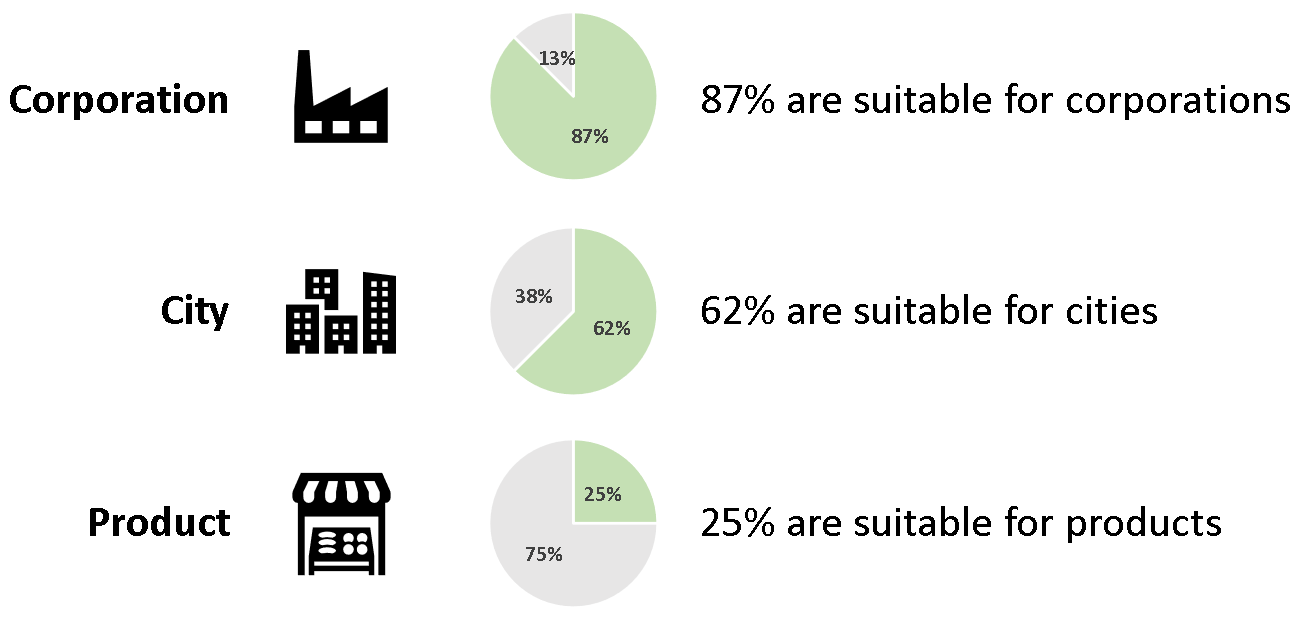 Corporation
13%
87%
87% are suitable for corporations
City
38%
62%
62% are suitable for cities
Product
25%
75%
25% are suitable for products